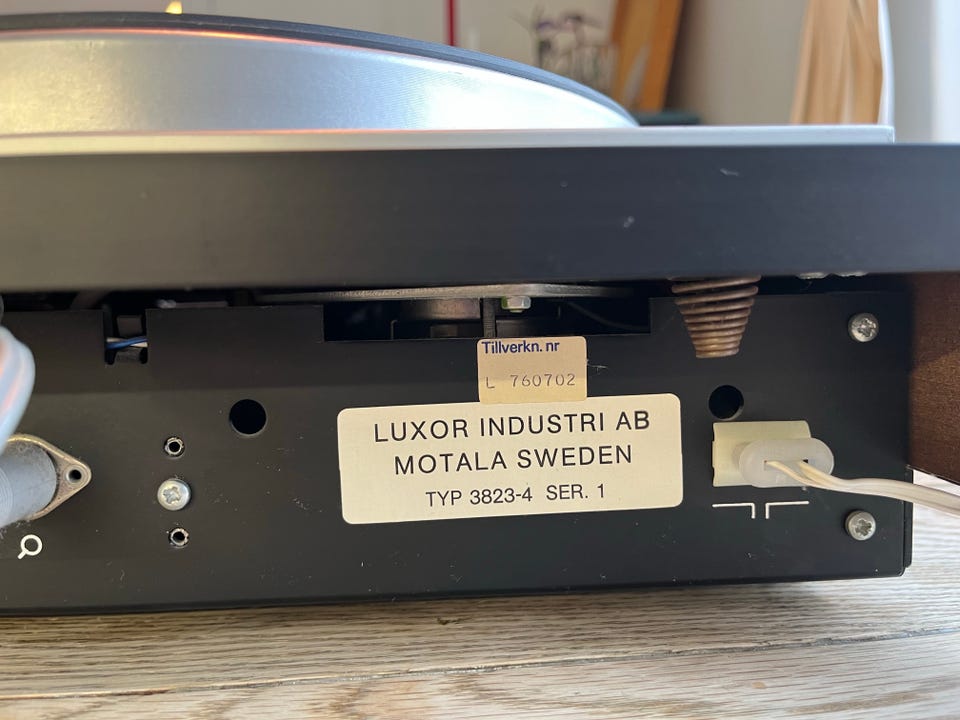 Tillverkn. nr
L 760702
LUXOR INDUSTRI AB
MOTALA SWEDEN
TYP 3823-4 SER. 1